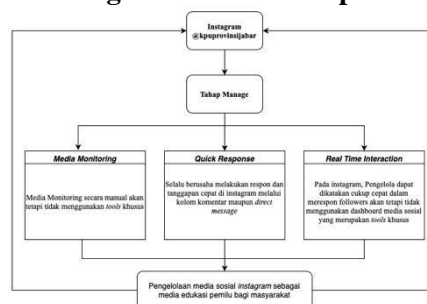 Instagram
@kpuprovinsijabar
Tahap Manage
Media Monitoring
Media Monitoring secara manual akan
tetapi tidak menggunakan tools khusus
Quick Response
Selalu berusaha melakukan respon dan
tanggapan cepat di instagram melalui
kolom komentar maupun direct
message
Real Time Interaction
Pada instagram, Pengelola dapat
dikatakan cukup cepat dalam
merespon followers akan tetapi tidak
menggunakan dashboard media sosial
yang merupakan tools khusus
Pengelolaan media sosial instagram sebagai
media edukasi pemilu bagi masyarakat